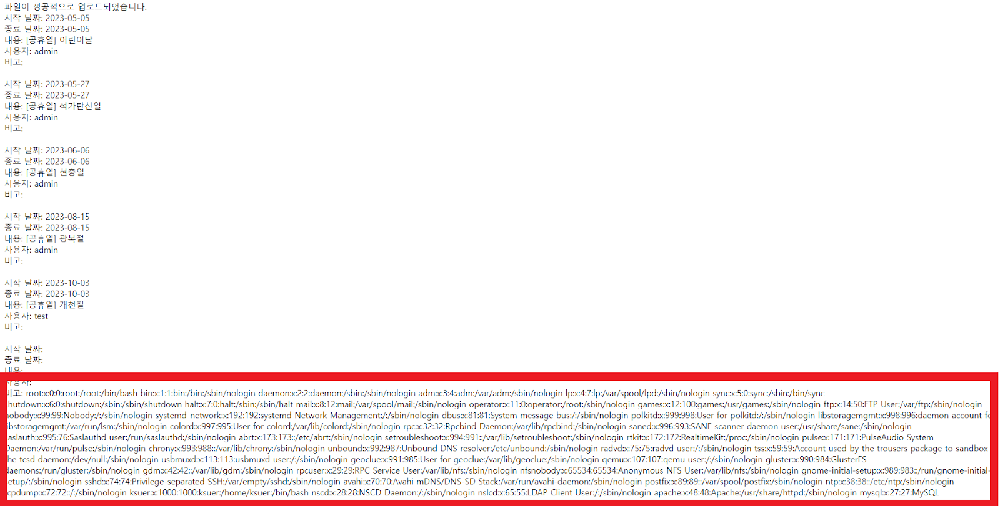 파일이 성공적으로 업로드되었습니다.
시작 날짜: 2023-05-05
종료 날짜: 2023-05-05
내용: [공휴일] 어린이날
사용자: admin
비고:
시작 날짜: 2023-05-27
종료 날짜: 2023-05-27
내용: [공휴일] 석가탄신일
사용자: admin
비고:
시작 날짜: 2023-06-06
종료 날짜: 2023-06-06
내용: [공휴일] 현중일
사용자: admin
비고:
시작 날짜: 2023-08-15
종료 날짜: 2023-08-15
내용: [공휴일] 광복절
사용자: admin
비고:
시작 날짜: 2023-10-03
종료 날짜: 2023-10-03
내용: [공휴일] 개천절
사용자: test
비고:
시작 날짜:
종료 날짜:
내용:
사용자:
비고: root:x:0:0:root:/root:/bin/bash bin:x:1:1:bin:/bin:/sbin/nologin daemon:x:2:2:daemon:/sbin:/sbin/nologin adm:x:3:4:adm:/var/adm:/sbin/nologin lp:x:4:7:lp:/var/spool/lpd:/sbin/nologin sync:x:5:0:sync:/sbin:/bin/sync
shutdown:x:6:0:shutdown:/sbin:/sbin/shutdown halt:x:7:0:halt:/sbin:/sbin/halt mail:x:8:12:mail:/var/spool/mail:/sbin/nologin operator:x:11:0:operator:/root:/sbin/nologin games:x:12:100:games:/usr/games:/sbin/nologin ftp:x:14:50:FTP User:/var/ftp:/sbin/nologin
nobody:x:99:99:Nobody:/:/sbin/nologin systemd-network:x:192:192:systemd Network Management:/:/sbin/nologin dbus:x:81:81:System message bus:/:/sbin/nologin polkitd:x:999:998:User for polkitd:/:/sbin/nologin libstoragemgmt:x:998:996:daemon account fo
libstoragemgmt:/var/run/lsm:/sbin/nologin colord:x:997:995:User for colord:/var/lib/colord:/sbin/nologin rpc:x:32:32:Rpcbind Daemon:/var/lib/rpcbind:/sbin/nologin saned:x:996:993:SANE scanner daemon user:/usr/share/sane:/sbin/nologin
saslauth:x:995:76:Saslauthd user:/run/saslauthd:/sbin/nologin abrt:x:173:173::/etc/abrt:/sbin/nologin setroubleshoot:x:994:991::/var/lib/setroubleshoot:/sbin/nologin rtkit:x:172:172:RealtimeKit:/proc:/sbin/nologin pulse:x:171:171:PulseAudio System
Daemon:/var/run/pulse:/sbin/nologin chrony:x:993:988::/var/lib/chrony:/sbin/nologin unbound:x:992:987:Unbound DNS resolver:/etc/unbound:/sbin/nologin radvd:x:75:75:radvd user:/:/sbin/nologin tss:x:59:59:Account used by the trousers package to sandbox
the tcsd daemon:/dev/null:/sbin/nologin usbmuxd:x:113:113:usbmuxd user:/:/sbin/nologin geoclue:x:991:985:User for geoclue:/var/lib/geoclue:/sbin/nologin qemu:x:107:107:qemu user:/:/sbin/nologin gluster:x:990:984:GlusterFS
daemons:/run/gluster:/sbin/nologin gdm:x:42:42::/var/lib/gdm:/sbin/nologin rpcuser:x:29:29:RPC Service User:/var/lib/nfs:/sbin/nologin nfsnobody:x:65534:65534:Anonymous NFS User:/var/lib/nfs:/sbin/nologin gnome-initial-setup:x:989:983::/run/gnome-initial-
setup/:/sbin/nologin sshd:x:74:74:Privilege-separated SSH:/var/empty/sshd:/sbin/nologin avahi:x:70:70:Avahi mDNS/DNS-SD Stack:/var/run/avahi-daemon:/sbin/nologin postfix:x:89:89::/var/spool/postfix:/sbin/nologin ntp:x:38:38::/etc/ntp:/sbin/nologin
tcpdump:x:72:72::/:/sbin/nologin ksuer:x:1000:1000:ksuer:/home/ksuer:/bin/bash nscd:x:28:28:NSCD Daemon:/:/sbin/nologin nslcd:x:65:55:LDAP Client User:/:/sbin/nologin apache:x:48:48:Apache:/usr/share/httpd:/sbin/nologin mysql:x:27:27:MySQL